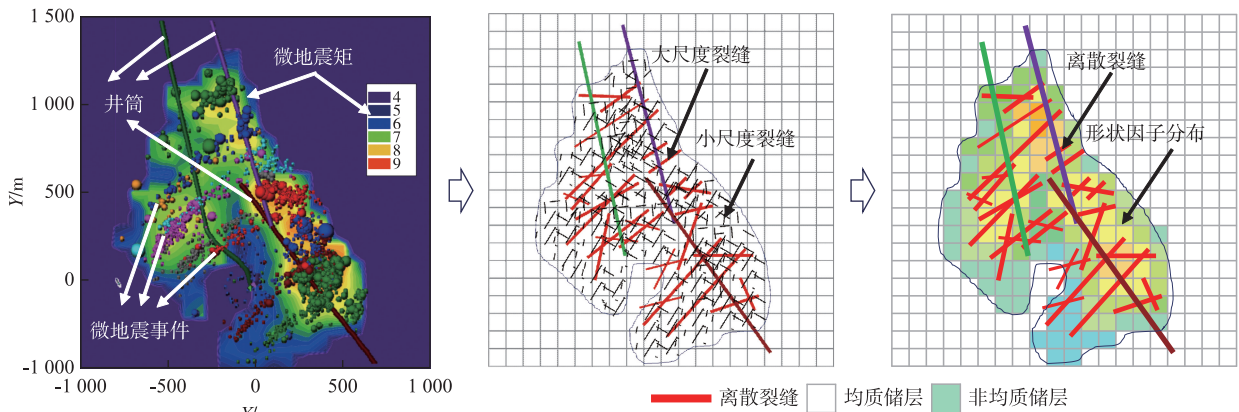 1 500
1 000
500
0
-1 000
Y/m
-1 000
-500
0
500
1 000
井筒
微地震矩
4
5
6
7
8
9
微地震事件
大尺度裂缝
小尺度裂缝
离散裂缝
形状因子分布
离散裂缝
均质储层
非均质储层